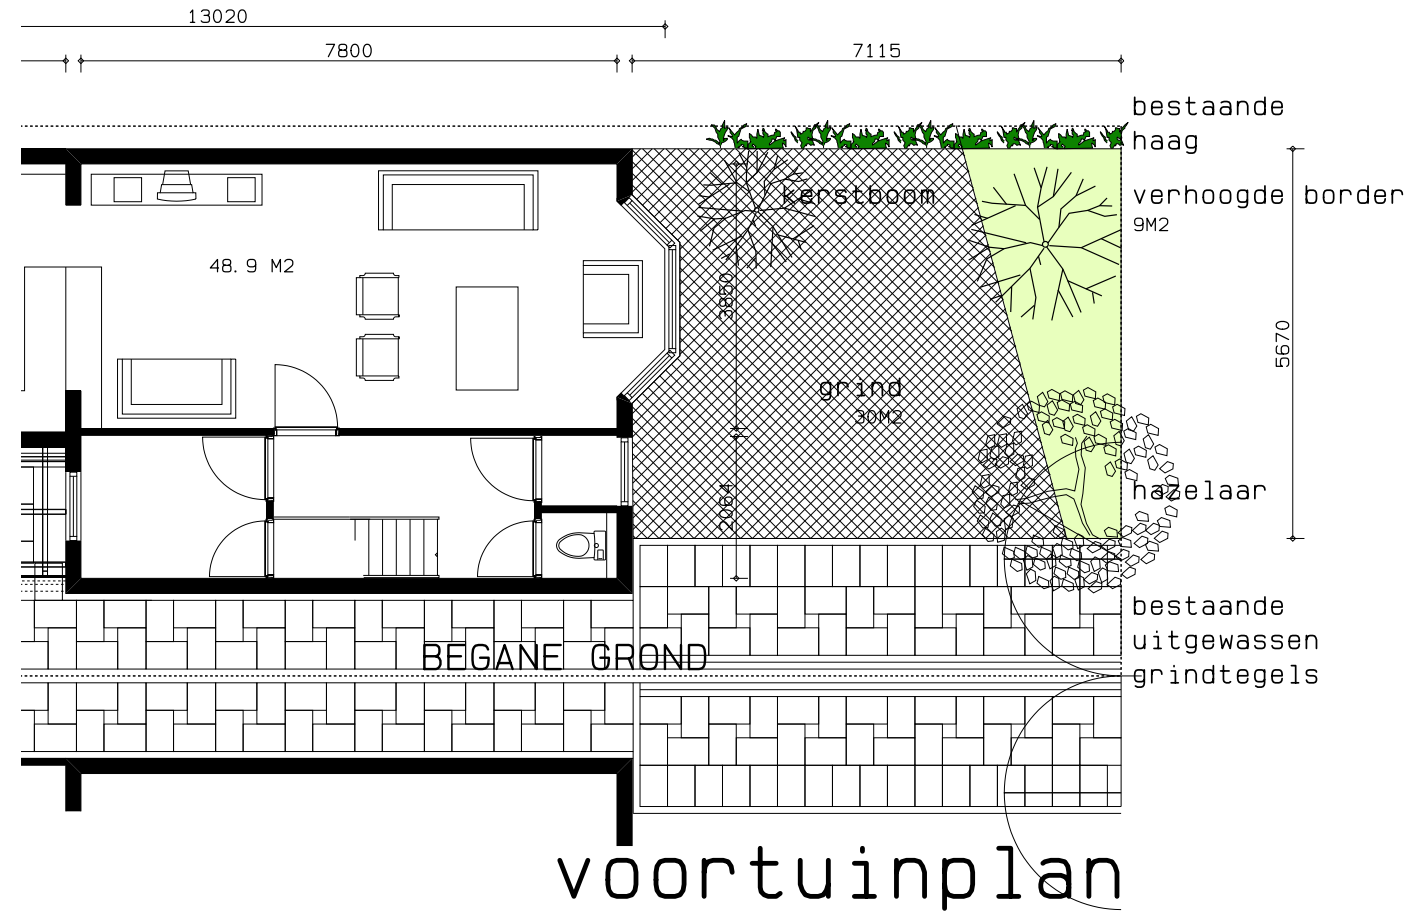 13020
7800
7115
bestaande
haag
kerstboom
verhoogde border
9M2
48.9 M2
3850
5670
grind
30M2
2064
hazelaar
bestaande
uitgewassen
grindtegels
BEGANE GROND
voortuinplan